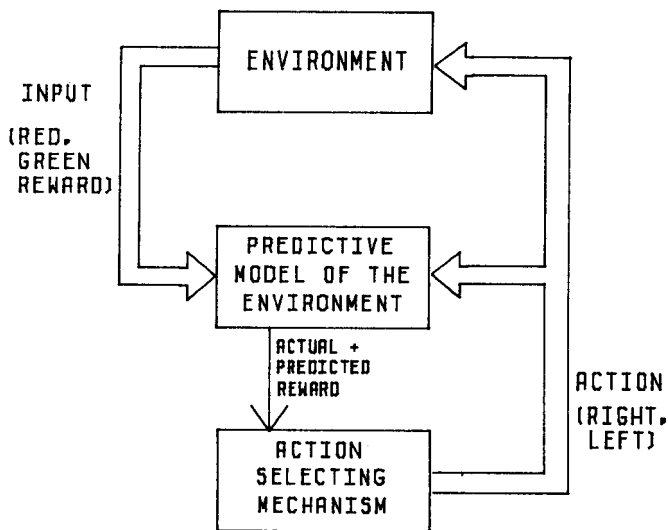 ENVIRONMENT
INPUT
(RED,
GREEN
REWARD)
PREDICTIVE
MODEL OF THE
ENVIRONMENT
ACTUAL +
PREDICTED
REWARD
ACTION
(RIGHT,
LEFT)
ACTION
SELECTING
MECHANISM